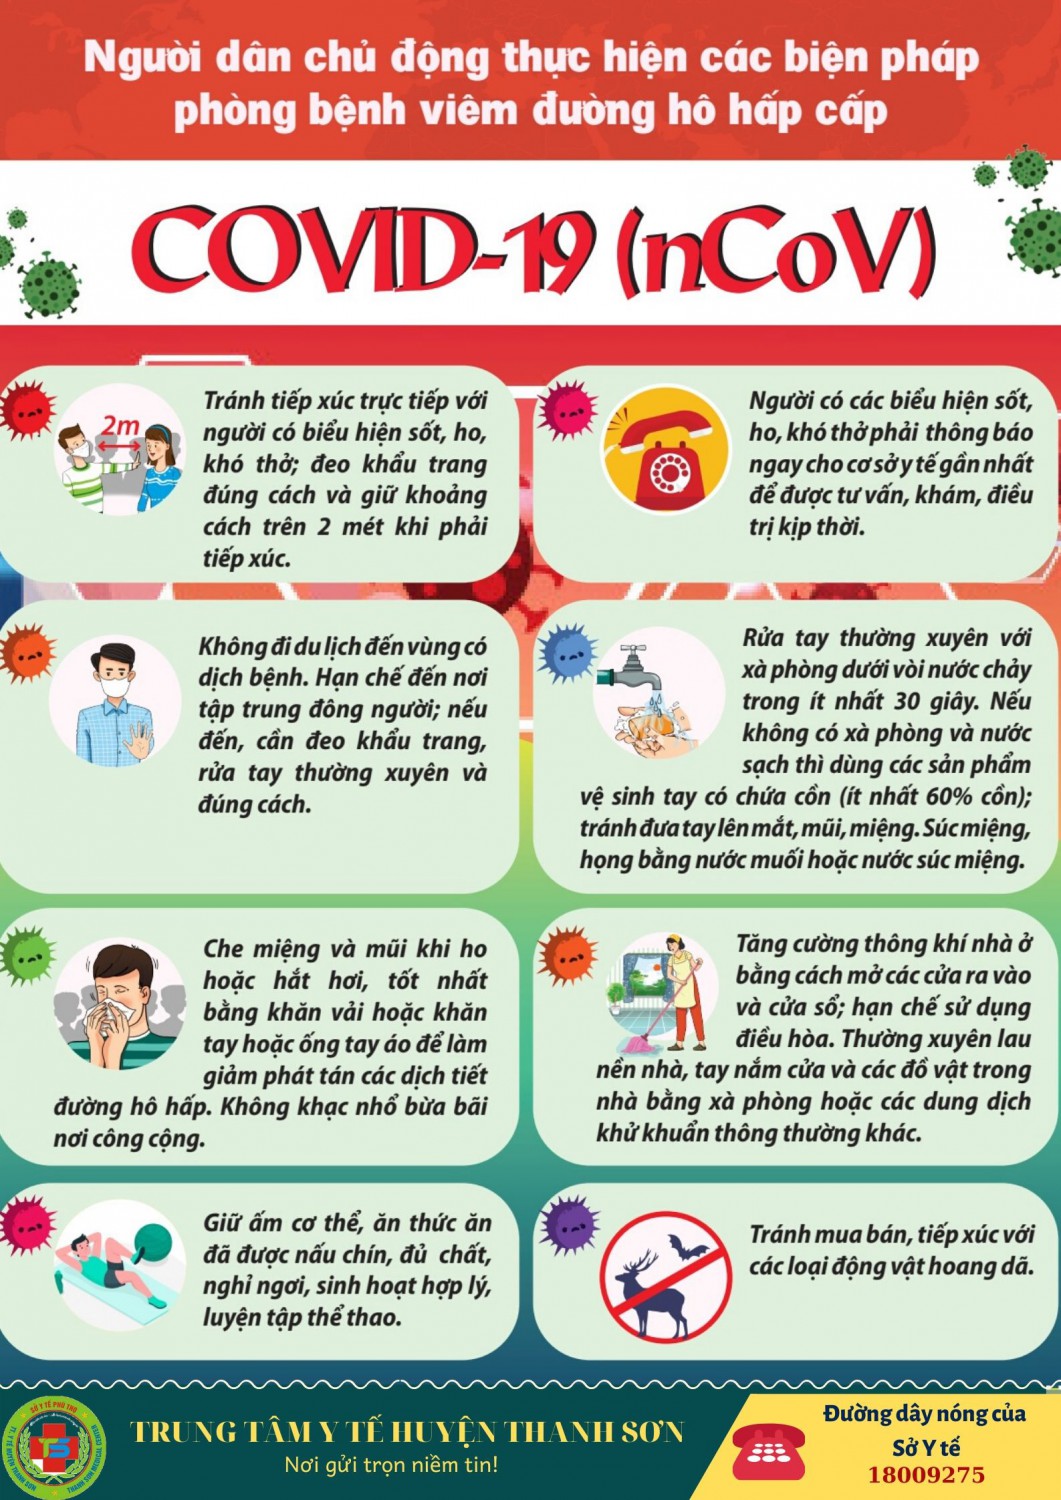 Người dân chủ động thực hiện các biện pháp
phòng bệnh viêm đường hô hấp cấp
COVID-19 (nCoV)
2m
Tránh tiếp xúc trực tiếp với
người có biểu hiện sốt, ho,
khó thở; đeo khẩu trang
đúng cách và giữ khoảng
cách trên 2 mét khi phải
tiếp xúc.
Người có các biểu hiện sốt,
ho, khó thở phải thông báo
ngay cho cơ sở y tế gần nhất
để được tư vấn, khám, điều
trị kịp thời.
Không đi du lịch đến vùng có
dịch bệnh. Hạn chế đến nơi
tập trung đông người; nếu
đến, cần đeo khẩu trang,
rửa tay thường xuyên và
đúng cách.
Rửa tay thường xuyên với
xà phòng dưới vòi nước chảy
trong ít nhất 30 giây. Nếu
không có xà phòng và nước
sạch thì dùng các sản phẩm
vệ sinh tay có chứa cồn (ít nhất 60% cồn);
tránh đưa tay lên mắt, mũi, miệng. Súc miệng,
họng bằng nước muối hoặc nước súc miệng.
Che miệng và mũi khi ho
hoặc hắt hơi, tốt nhất
bằng khăn vải hoặc khăn
tay hoặc ống tay áo để làm
giảm phát tán các dịch tiết
đường hô hấp. Không khạc nhổ bừa bãi
nơi công cộng.
Tăng cường thông khí nhà ở
bằng cách mở các cửa ra vào
và cửa sổ; hạn chế sử dụng
điều hòa. Thường xuyên lau
nền nhà, tay nắm cửa và các đồ vật trong
nhà bằng xà phòng hoặc các dung dịch
khử khuẩn thông thường khác.
Giữ ấm cơ thể, ăn thức ăn
đã được nấu chín, đủ chất,
nghỉ ngơi, sinh hoạt hợp lý,
luyện tập thể thao.
Tránh mua bán, tiếp xúc với
các loại động vật hoang dã.
SỞ Y TẾ PHÚ THỌ
TS
TRUNG TÂM Y TẾ HUYỆN THANH SƠN
Nơi gửi trọn niềm tin!
Đường dây nóng của
Sở Y tế
18009275